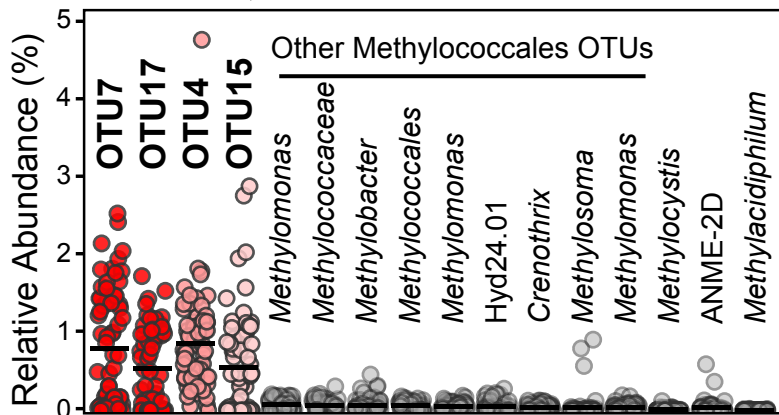 Relative Abundance (%)
5
4
3
2
1
0
OTU7
OTU17
OTU4
OTU15
Other Methylococcales OTUs
Methylomonas
Methylococcaceae
Methylobacter
Methylococcales
Methylomonas
Hyd24.01
Crenothrix
Methylosoma
Methylomonas
Methylocystis
ANME-2D
Methylacidiphilum